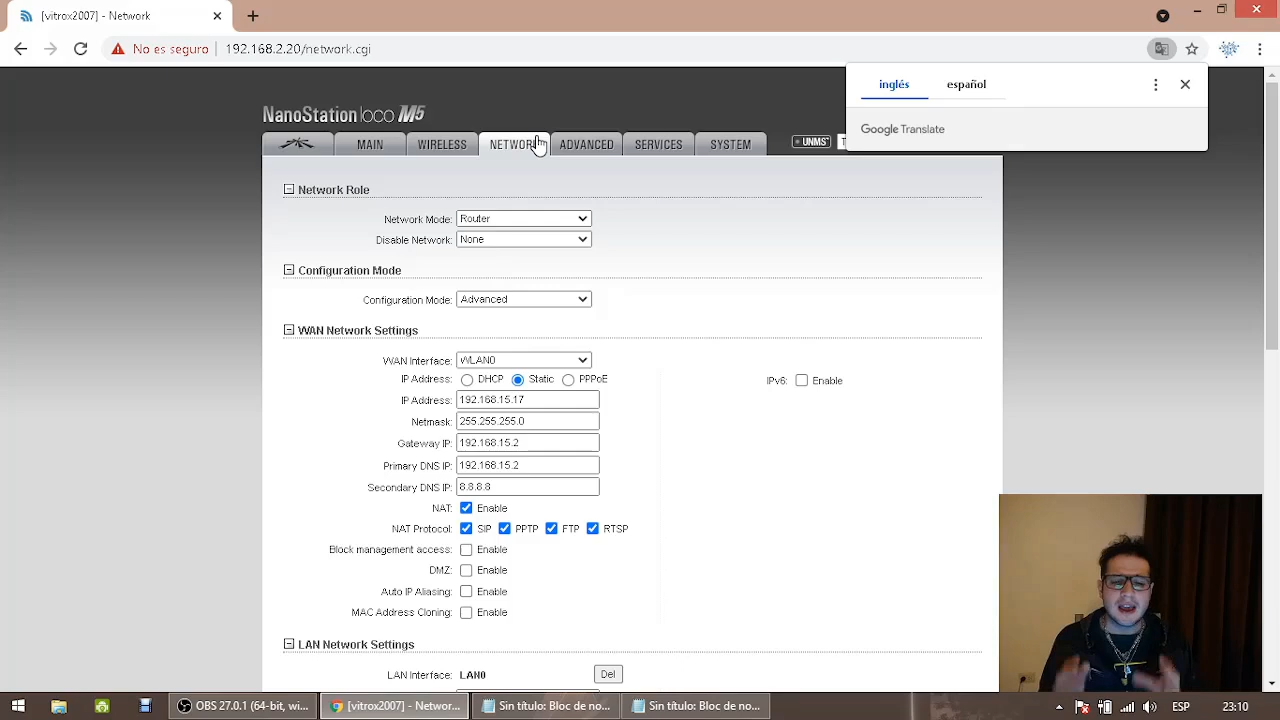 [vitrox2007] - Network
No es seguro
192.168.2.20/network.cgi
inglés
español
Google Translate
NanoStation loco M5
MAIN
WIRELESS
NETWORK
ADVANCED
SERVICES
SYSTEM
UNMS
Network Role
Network Mode: Router
Disable Network: None
Configuration Mode
Configuration Mode: Advanced
WAN Network Settings
WAN Interface: WLAN0
IP Address: DHCP Static PPPoE
IPv6: Enable
IP Address: 192.168.15.17
Netmask: 255.255.255.0
Gateway IP: 192.168.15.2
Primary DNS IP: 192.168.15.2
Secondary DNS IP: 8.8.8.8
NAT: Enable
NAT Protocol: SIP PPTP FTP RTSP
Block management access: Enable
DMZ: Enable
Auto IP Aliasing: Enable
MAC Address Cloning: Enable
LAN Network Settings
LAN Interface: LAN0
Del
OBS 27.0.1 (64-bit, wi...
[vitrox2007] - Networ...
Sin título: Bloc de no...
Sin título: Bloc de no...
ESP
23:10